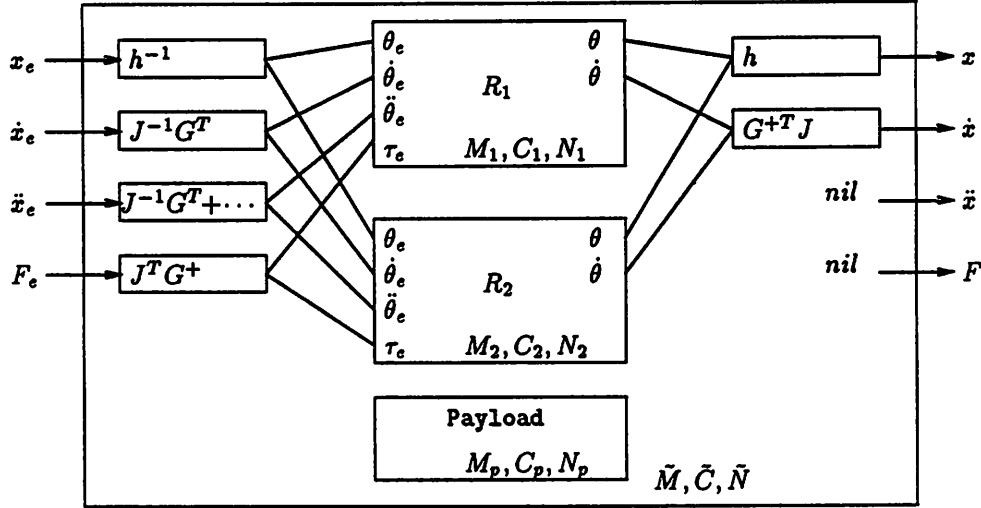 x_e h^{-1} θ_e θ h x
ẋ_e J^{-1}G^T θ̇_e R_1 θ̇ G^{+T}J ẋ
θ̈_e
τ_e M_1, C_1, N_1
ẍ_e J^{-1}G^T+⋯ nil ẍ
F_e J^T G^+ θ_e θ nil F
θ̇_e R_2 θ̇
θ̈_e
τ_e M_2, C_2, N_2
Payload
M_p, C_p, N_p
M̃, C̃, Ñ